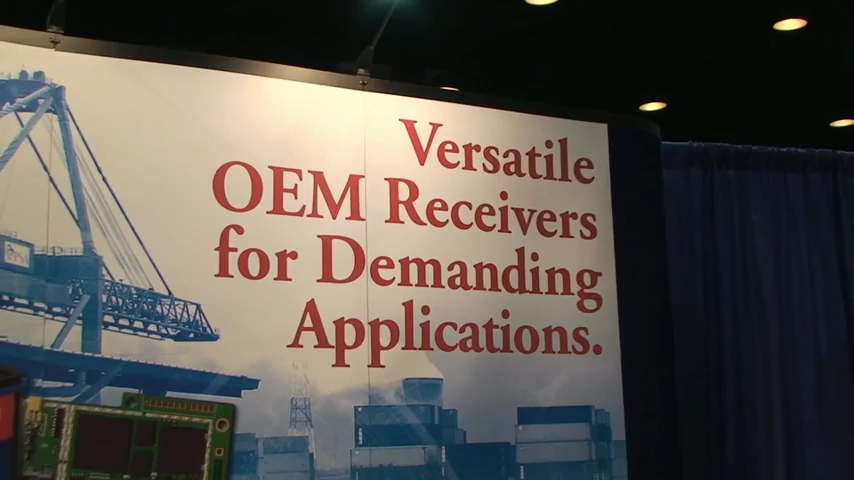 Versatile
OEM Receivers
for Demanding
Applications.